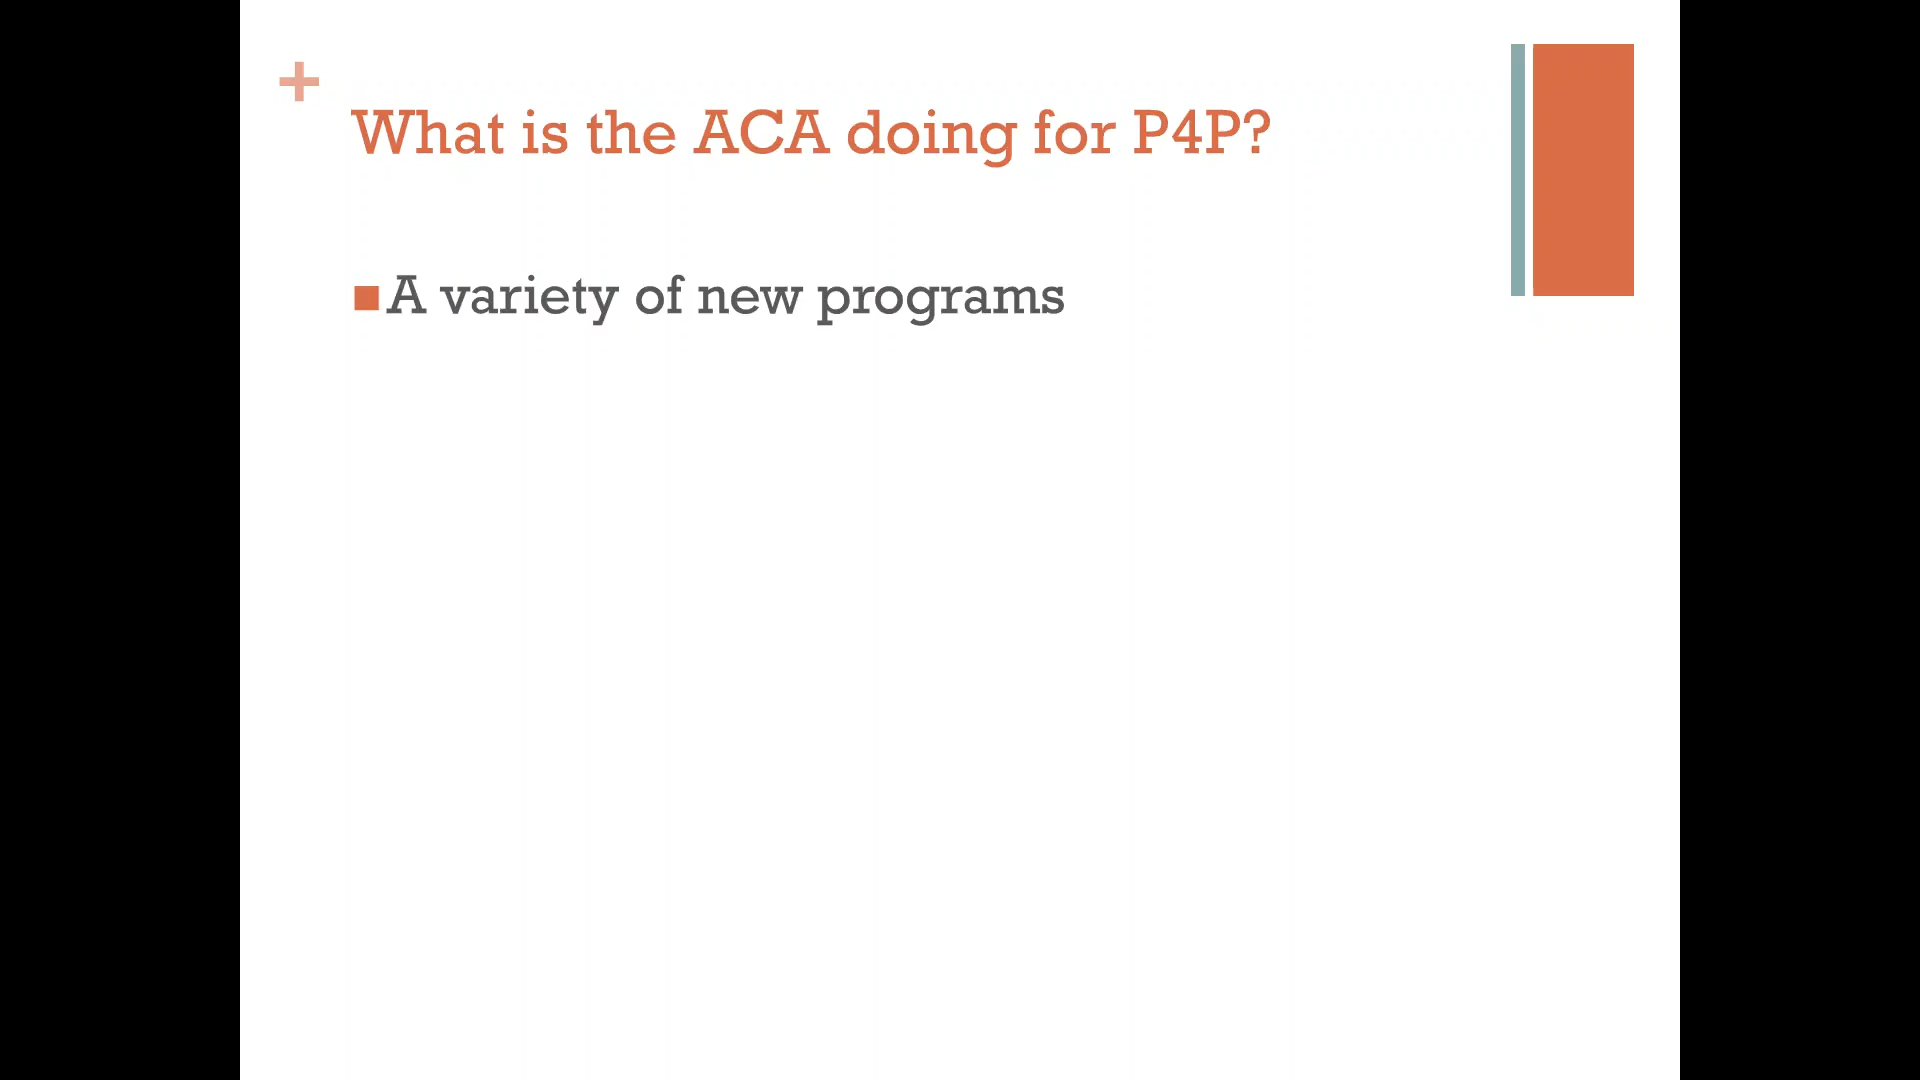 +
What is the ACA doing for P4P?
A variety of new programs